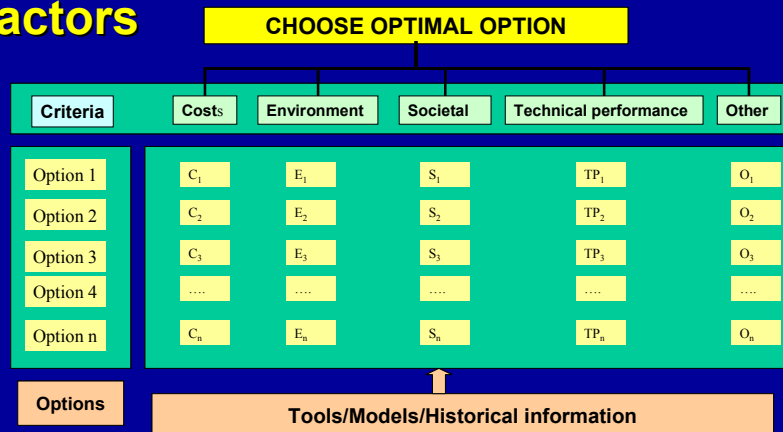 actors
CHOOSE OPTIMAL OPTION
Criteria Costs Environment Societal Technical performance Other
Option 1 C₁ E₁ S₁ TP₁ O₁
Option 2 C₂ E₂ S₂ TP₂ O₂
Option 3 C₃ E₃ S₃ TP₃ O₃
Option 4 .... .... .... .... ....
Option n Cₙ Eₙ Sₙ TPₙ Oₙ
Options
Tools/Models/Historical information